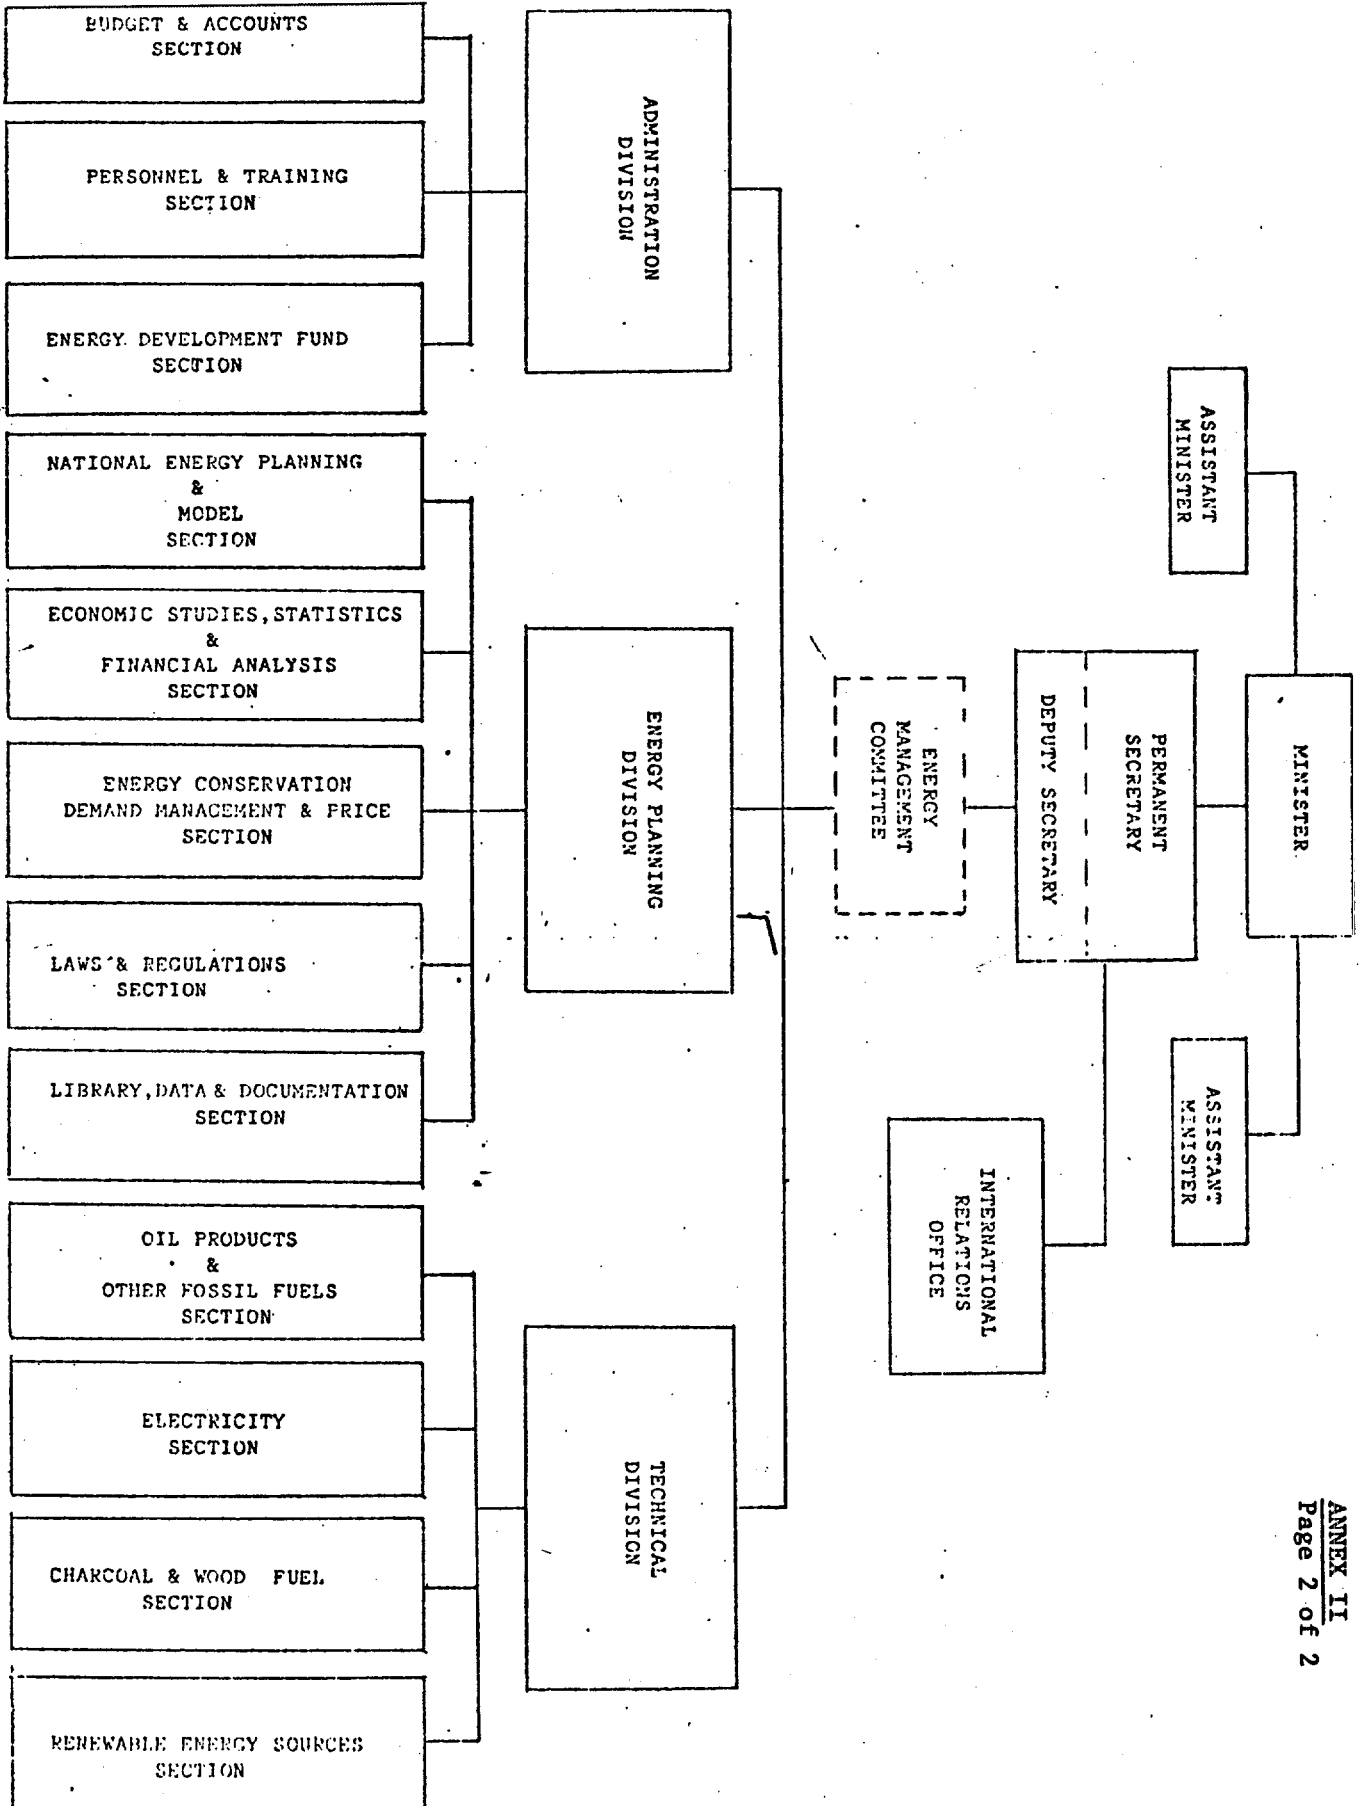 ANNEX II
Page 2 of 2
MINISTER
ASSISTANT
MINISTER
ASSISTANT
MINISTER
PERMANENT
SECRETARY
DEPUTY SECRETARY
INTERNATIONAL
RELATIONS
OFFICE
ENERGY
MANAGEMENT
COMMITTEE
ADMINISTRATION
DIVISION
ENERGY PLANNING
DIVISION
TECHNICAL
DIVISION
BUDGET & ACCOUNTS
SECTION
PERSONNEL & TRAINING
SECTION
ENERGY DEVELOPMENT FUND
SECTION
NATIONAL ENERGY PLANNING
&
MODEL
SECTION
ECONOMIC STUDIES, STATISTICS
&
FINANCIAL ANALYSIS
SECTION
ENERGY CONSERVATION
DEMAND MANAGEMENT & PRICE
SECTION
LAWS & REGULATIONS
SECTION
LIBRARY, DATA & DOCUMENTATION
SECTION
OIL PRODUCTS
&
OTHER FOSSIL FUELS
SECTION
ELECTRICITY
SECTION
CHARCOAL & WOOD FUEL
SECTION
RENEWABLE ENERGY SOURCES
SECTION